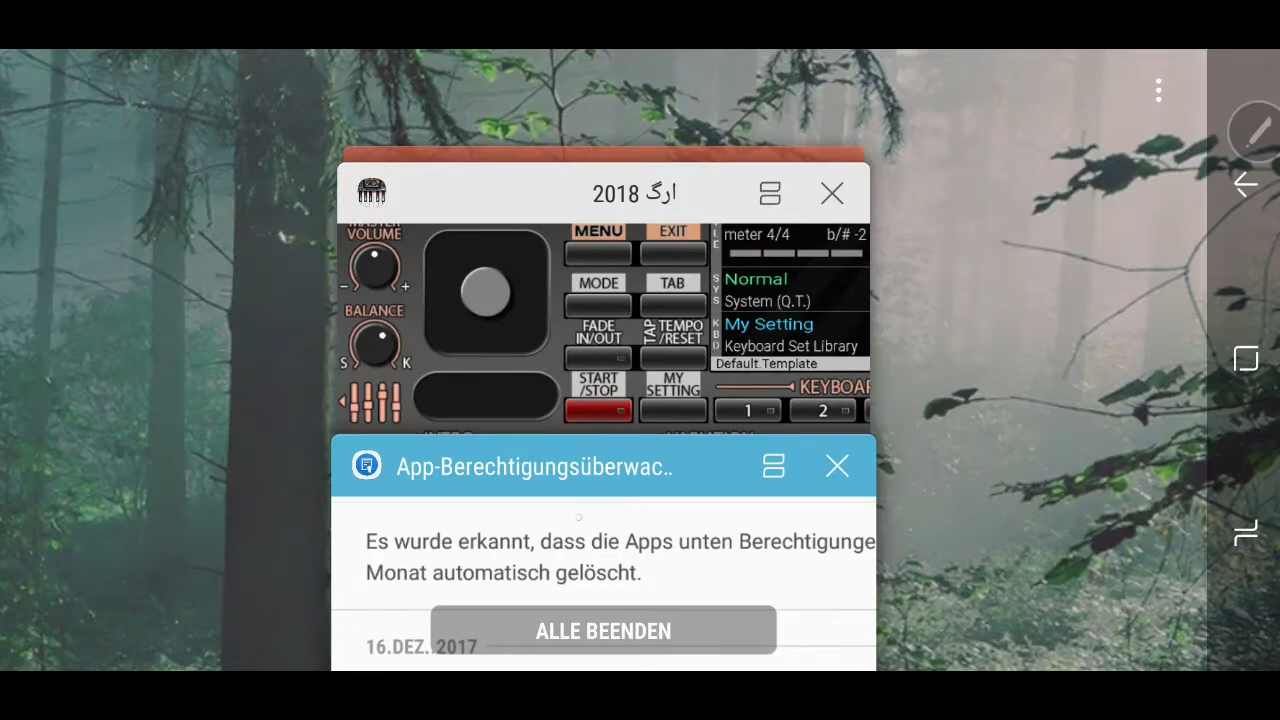 ارگ 2018
MASTER
VOLUME
MENU
EXIT
meter 4/4
b/# -2
MODE
TAB
Normal
System (Q.T.)
BALANCE
FADE
IN/OUT
TAP
TEMPO
/RESET
My Setting
Keyboard Set Library
Default Template
S
K
START
/STOP
MY
SETTING
KEYBOAR
1
2
App-Berechtigungsüberwac..
Es wurde erkannt, dass die Apps unten Berechtigunge
Monat automatisch gelöscht.
16.DEZ..2017
ALLE BEENDEN